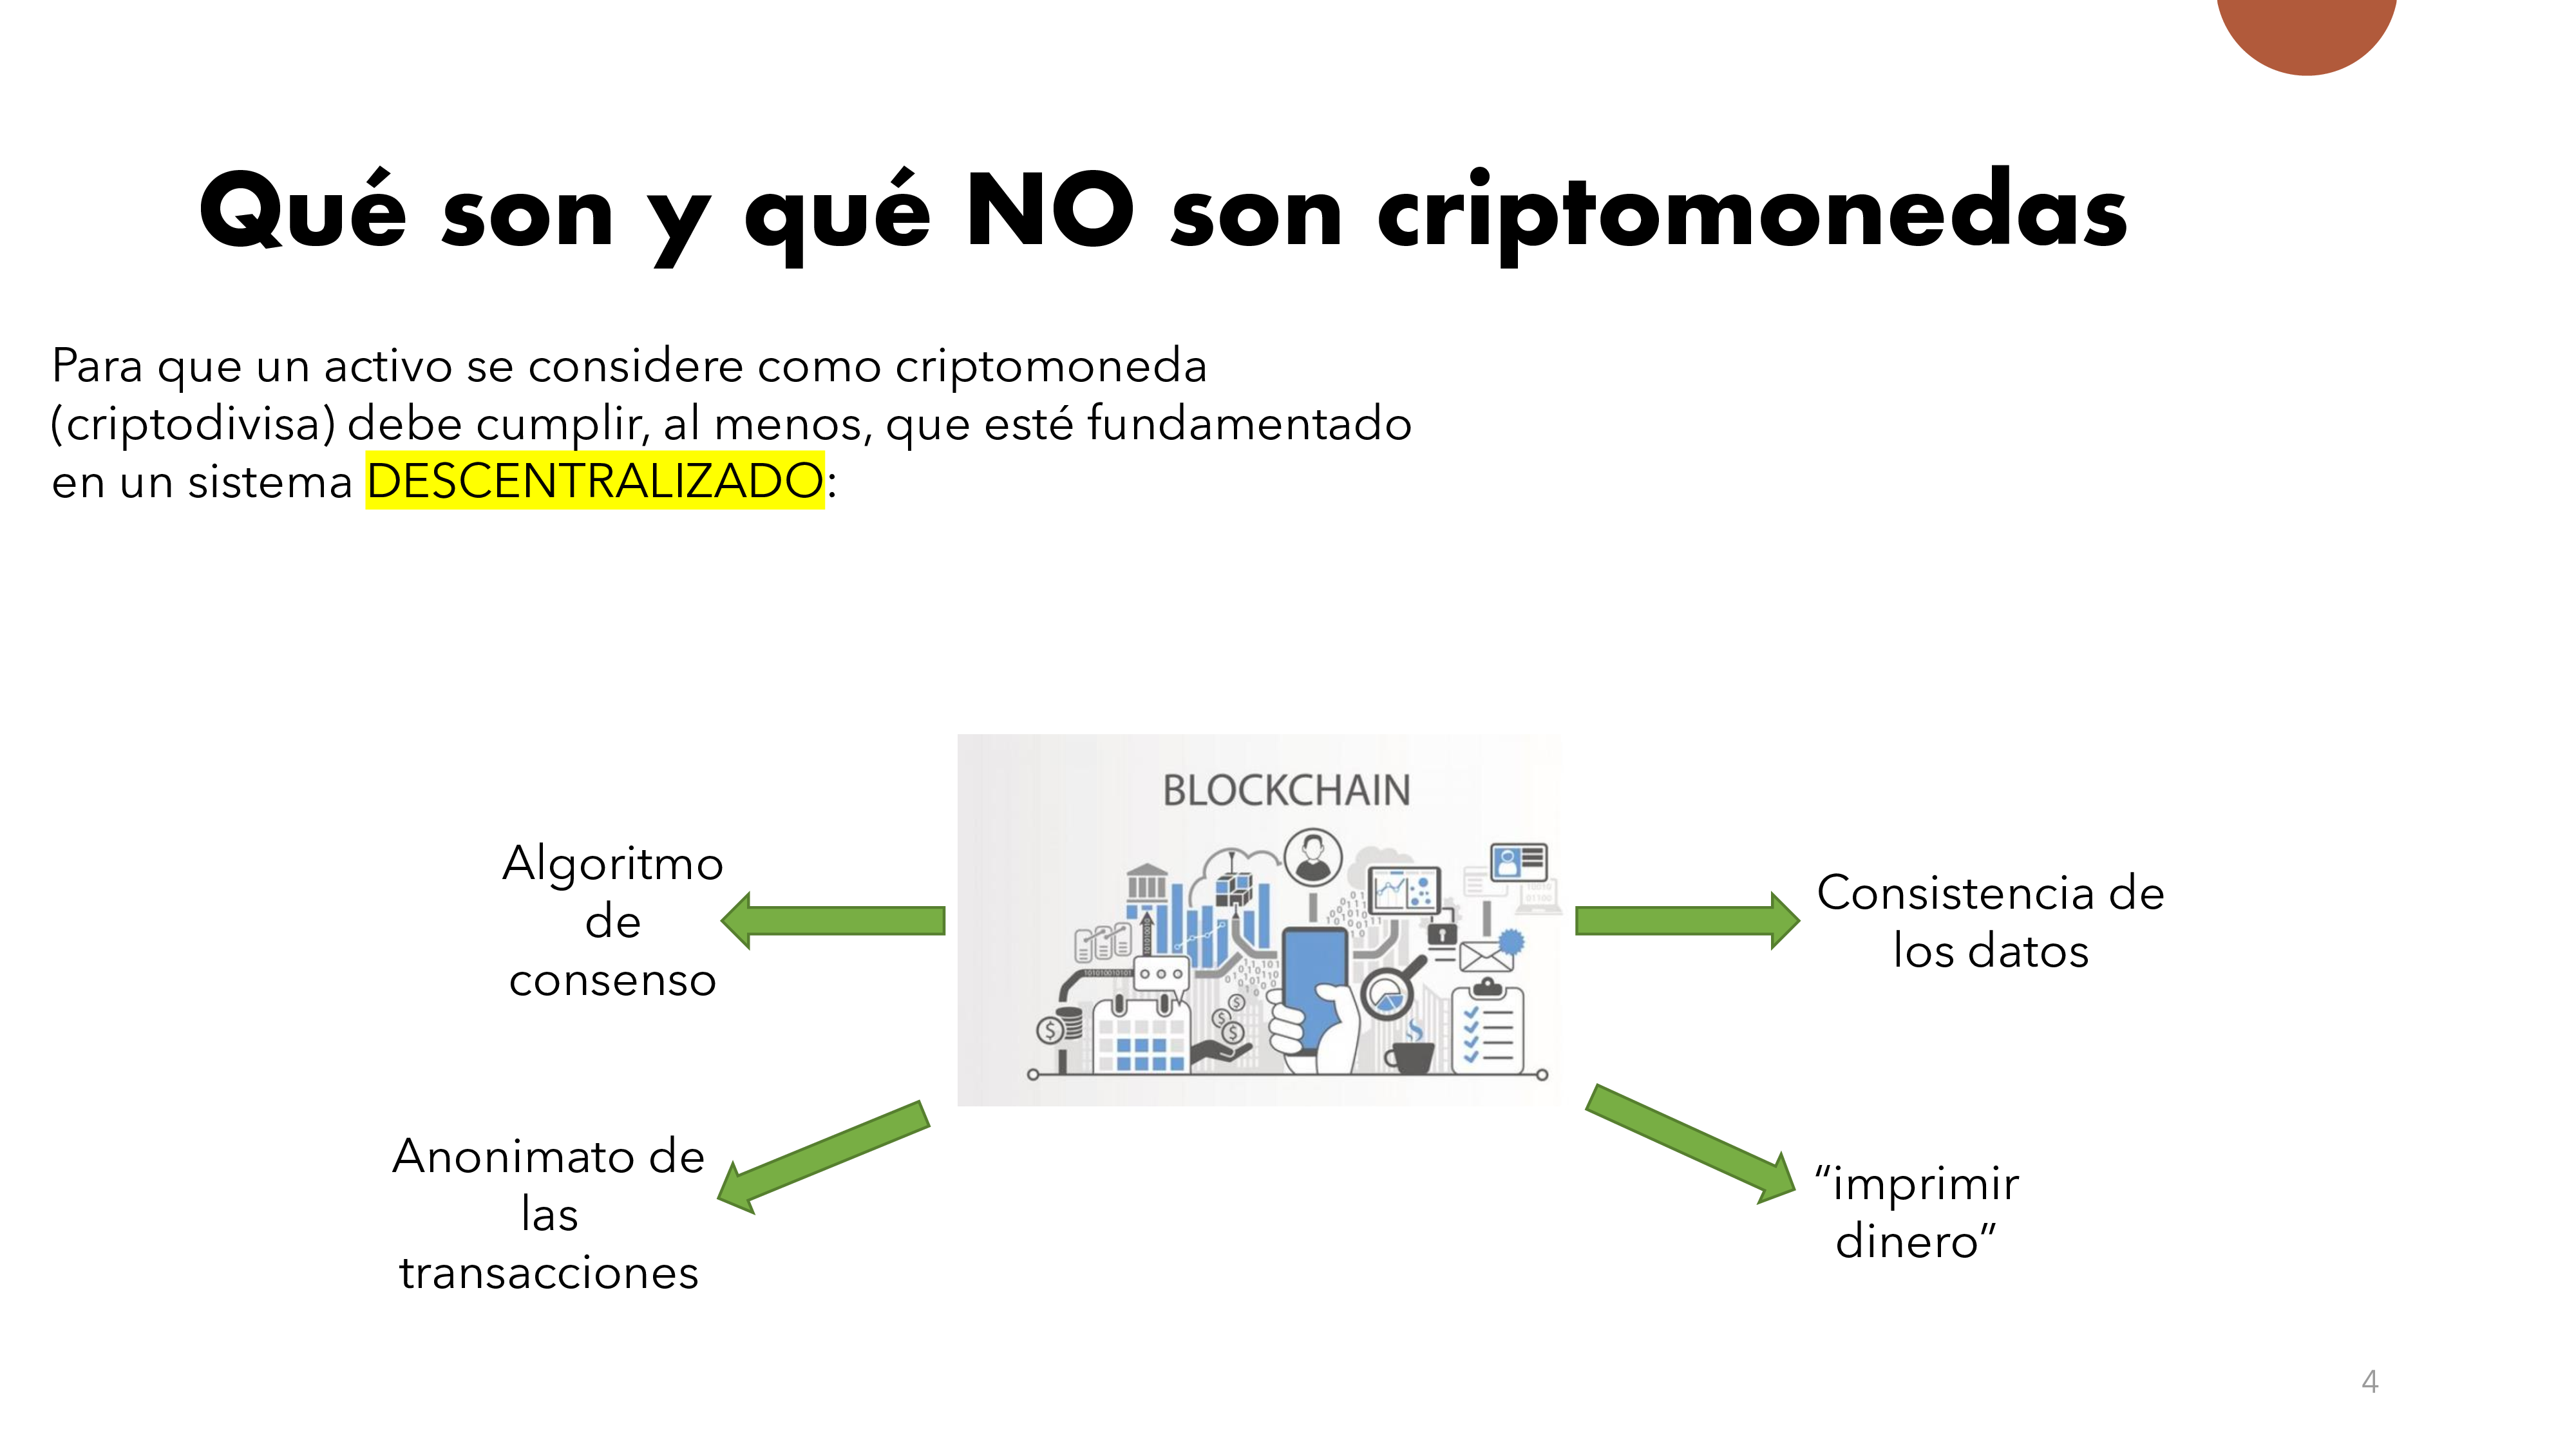 Qué son y qué NO son criptomonedas
Para que un activo se considere como criptomoneda
(criptodivisa) debe cumplir, al menos, que esté fundamentado
en un sistema DESCENTRALIZADO:
BLOCKCHAIN
Algoritmo
de
consenso
Consistencia de
los datos
Anonimato de
las
transacciones
“imprimir
dinero”
4